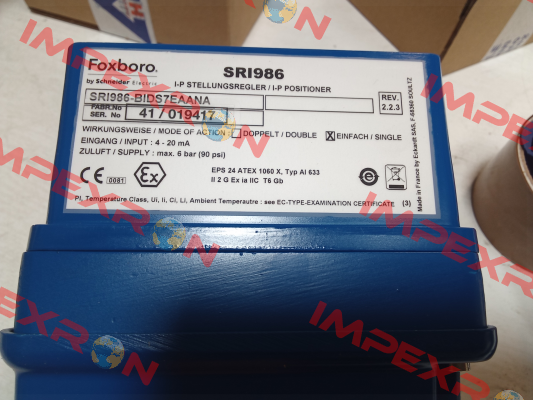 Foxboro.
by Schneider Electric
SRI986
I-P STELLUNGSREGLER / I-P POSITIONER
SRI986-BIDS7EAANA
REV.
2.2.3
FABR.No
SER. No
41 / 019417
WIRKUNGSWEISE / MODE OF ACTION DOPPELT / DOUBLE X EINFACH / SINGLE
EINGANG / INPUT : 4 - 20 mA
ZULUFT / SUPPLY : max. 6 bar (90 psi)
CE 0081 Ex
EPS 24 ATEX 1060 X, Typ AI 633
II 2 G Ex ia IIC T6 Gb
PI, Temperature Class, Ui, Ii, Ci, Li, Ambient Temperautre : see EC-TYPE-EXAMINATION CERTIFICATE (3)
Made in France by Eckardt SAS, F-68360 SOULTZ
IMPEXRON
IMPEXRON
IMPEXRON
IMPEXRON